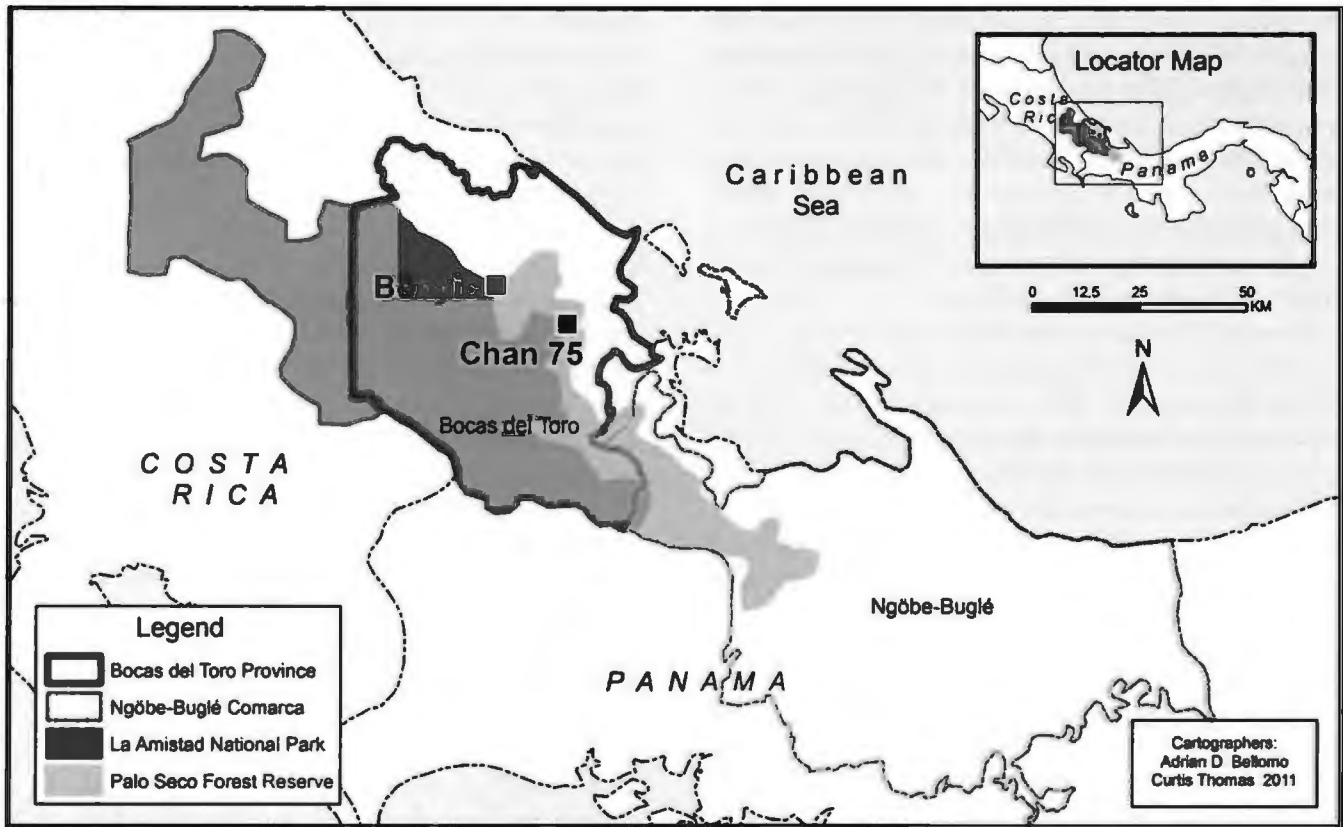 Locator Map
Costa
Ric
Panama
Caribbean
Sea
0 12.5 25 50
KM
N
Chan 75
Bocas del Toro
COSTA
RICA
Ngöbe-Buglé
PANAMA
Legend
Bocas del Toro Province
Ngöbe-Buglé Comarca
La Amistad National Park
Palo Seco Forest Reserve
Cartographers:
Adrian D Bellomo
Curtis Thomas 2011